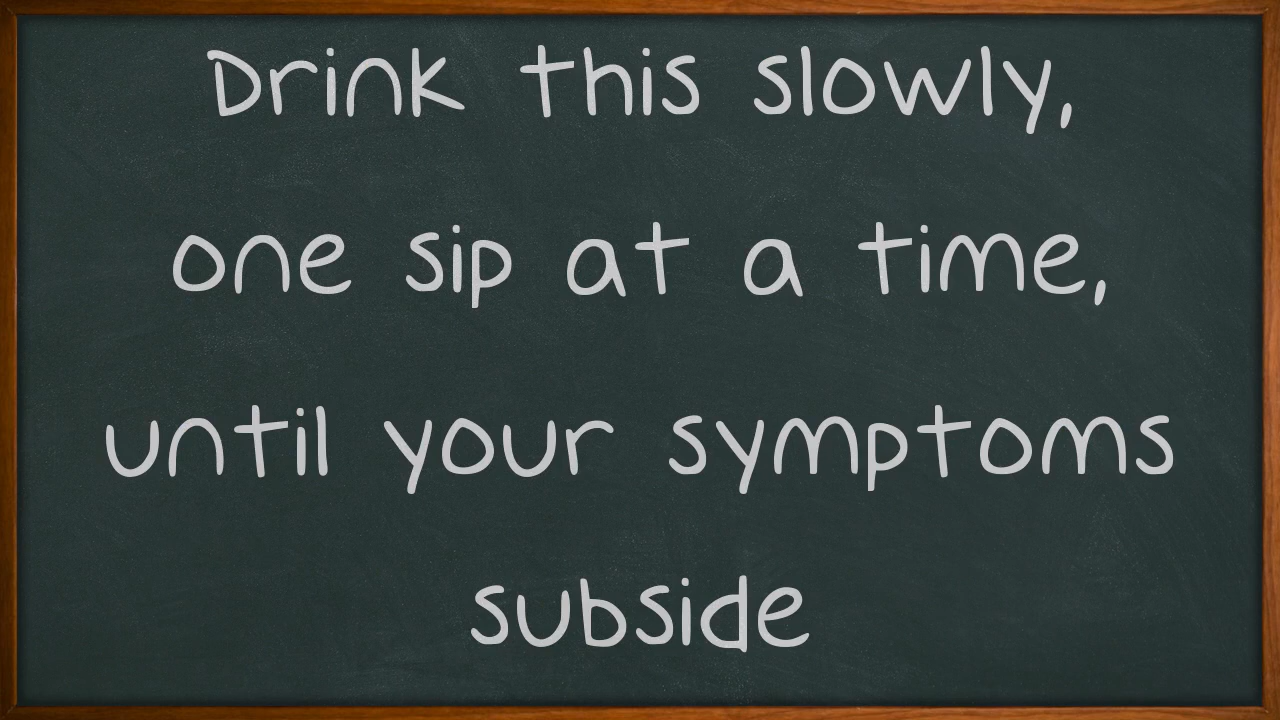 Drink this slowly,
one sip at a time,
until your symptoms
subside